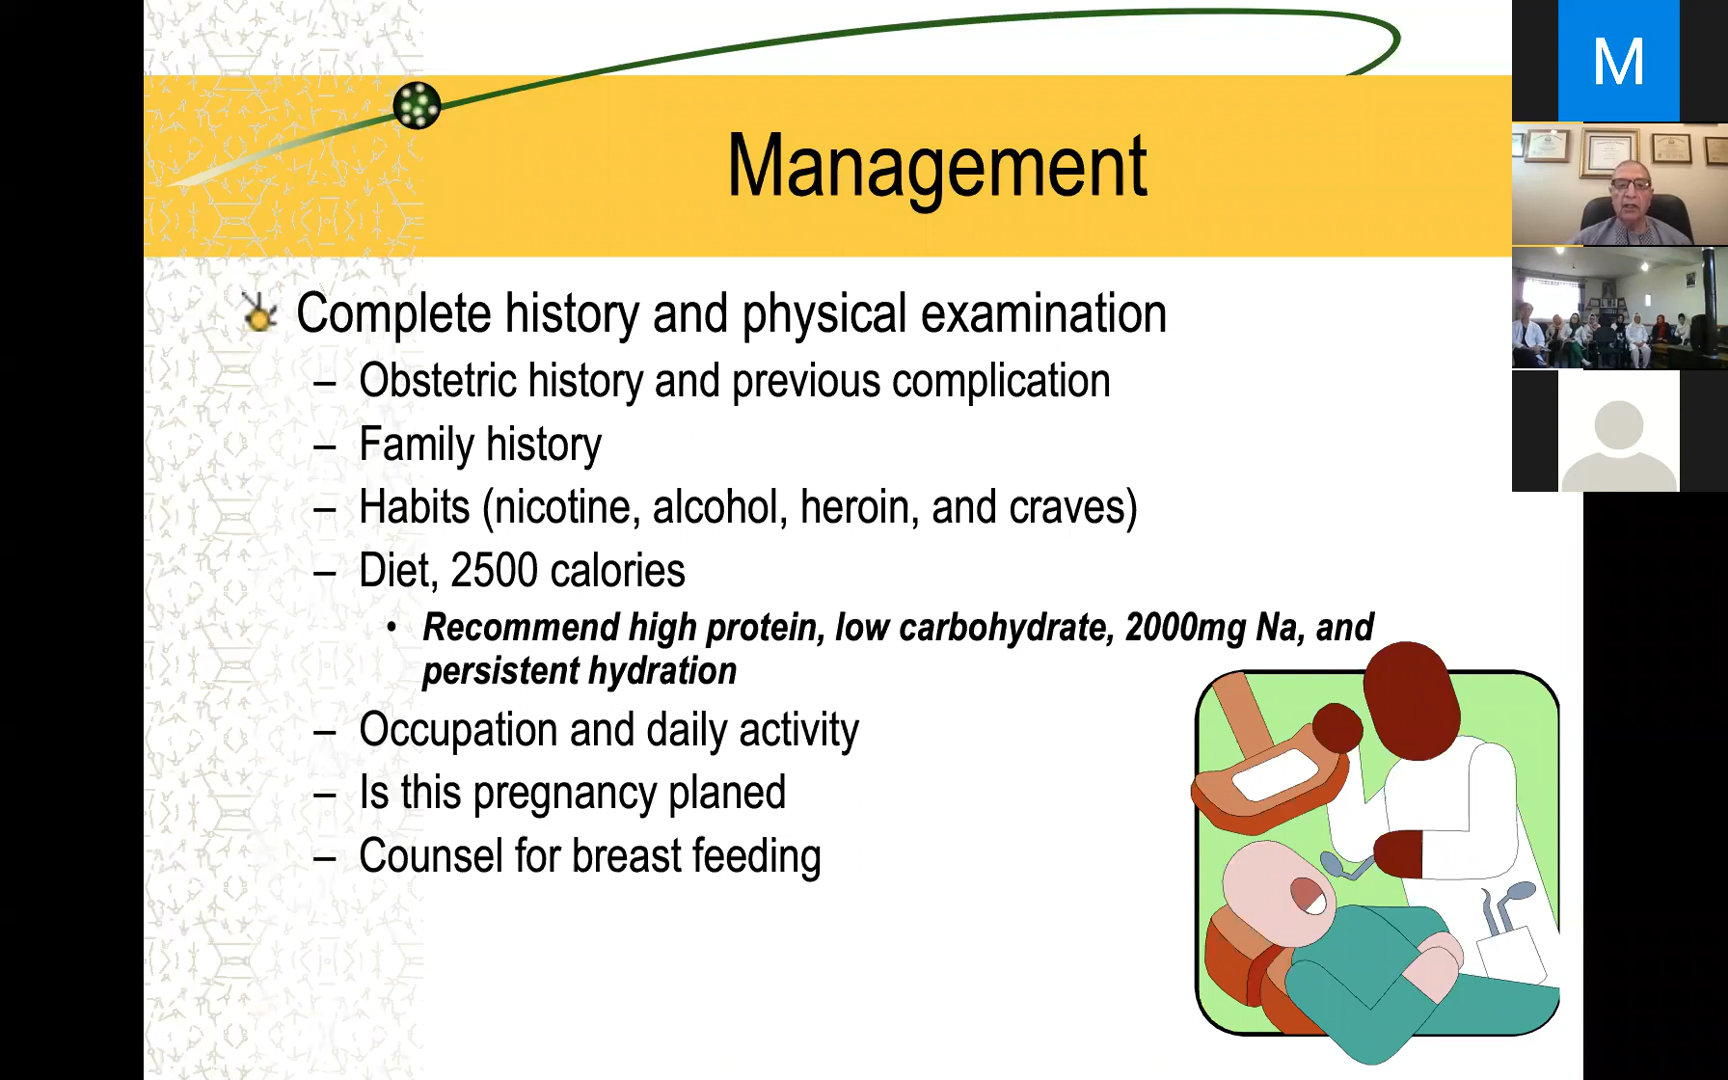 Management
Complete history and physical examination
– Obstetric history and previous complication
– Family history
– Habits (nicotine, alcohol, heroin, and craves)
– Diet, 2500 calories
• Recommend high protein, low carbohydrate, 2000mg Na, and
persistent hydration
– Occupation and daily activity
– Is this pregnancy planed
– Counsel for breast feeding
M